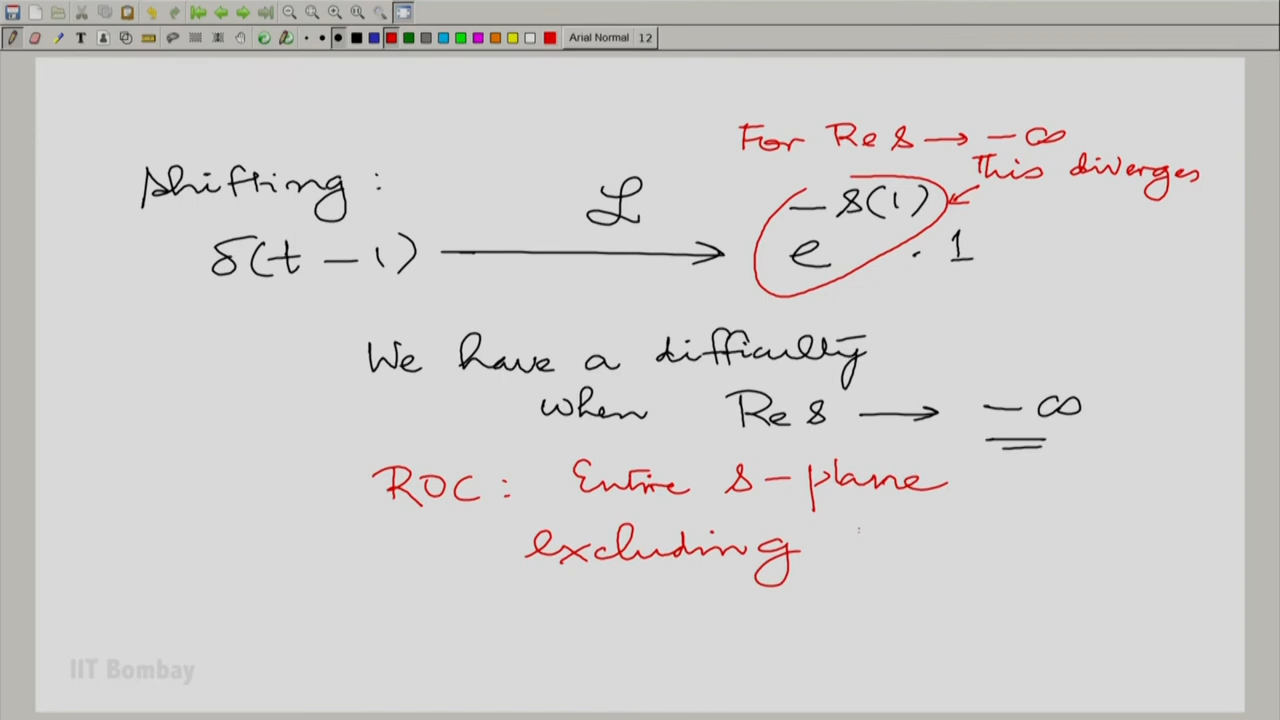 Arial Normal 12
For Re s → – ∞
This diverges
Shifting :
ℒ
– s(1)
δ(t – 1) ⟶ e . 1
We have a difficulty
when Re s → – ∞
ROC : Entire s – plane
excluding
IIT Bombay